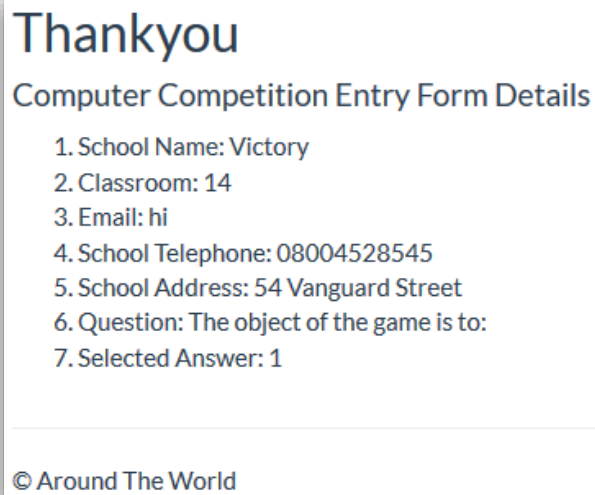 Thankyou
Computer Competition Entry Form Details
1. School Name: Victory
2. Classroom: 14
3. Email: hi
4. School Telephone: 08004528545
5. School Address: 54 Vanguard Street
6. Question: The object of the game is to:
7. Selected Answer: 1
© Around The World